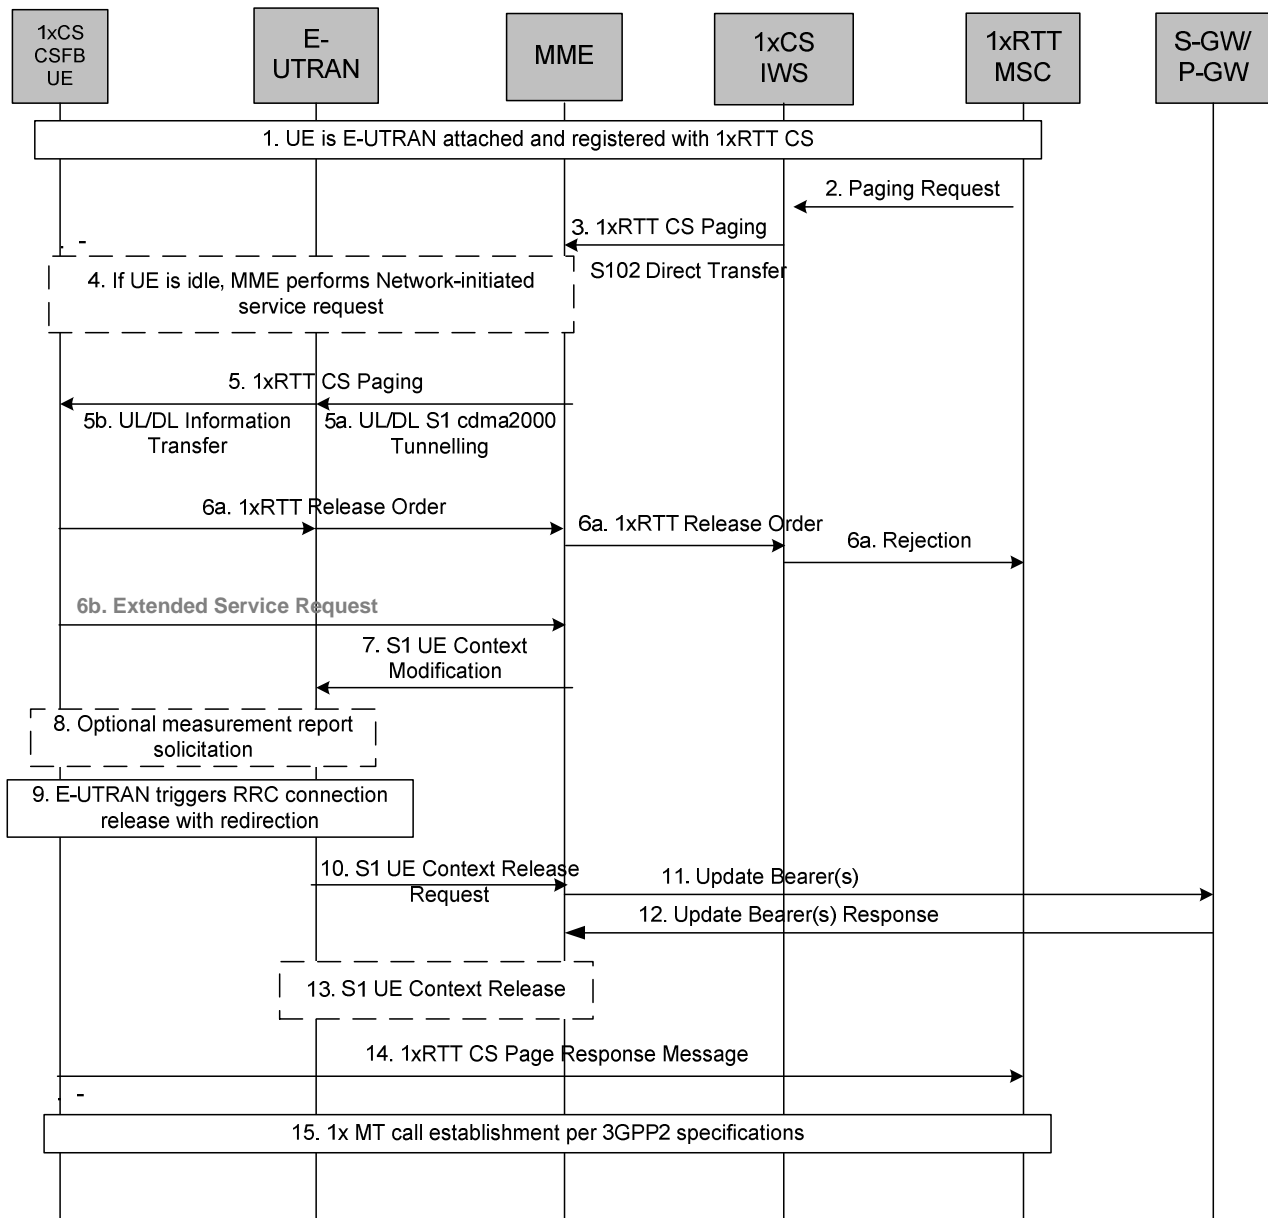 1xCS
CSFB
UE
E-
UTRAN
MME
1xCS
IWS
1xRTT
MSC
S-GW/
P-GW
1. UE is E-UTRAN attached and registered with 1xRTT CS
2. Paging Request
3. 1xRTT CS Paging
S102 Direct Transfer
4. If UE is idle, MME performs Network-initiated
service request
5. 1xRTT CS Paging
5b. UL/DL Information
Transfer
5a. UL/DL S1 cdma2000
Tunnelling
6a. 1xRTT Release Order
6a. 1xRTT Release Order
6a. Rejection
6b. Extended Service Request
7. S1 UE Context
Modification
8. Optional measurement report
solicitation
9. E-UTRAN triggers RRC connection
release with redirection
10. S1 UE Context Release
Request
11. Update Bearer(s)
12. Update Bearer(s) Response
13. S1 UE Context Release
14. 1xRTT CS Page Response Message
15. 1x MT call establishment per 3GPP2 specifications